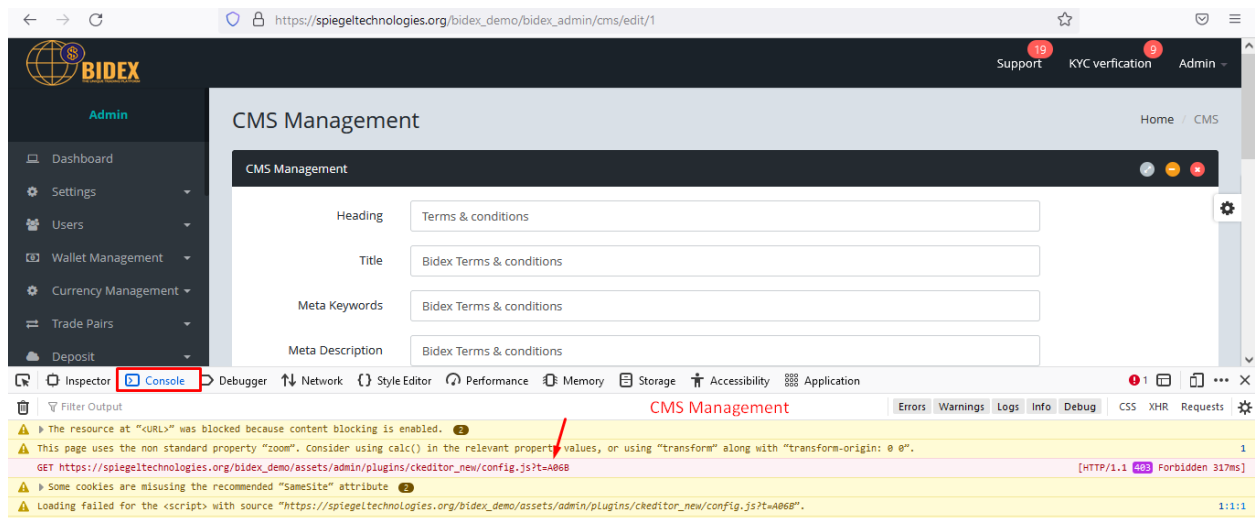 https://spiegeltechnologies.org/bidex_demo/bidex_admin/cms/edit/1
BIDEX
19
9
Support
KYC verfication
Admin
Admin
CMS Management
Home / CMS
Dashboard
CMS Management
Settings
Heading
Terms & conditions
Users
Wallet Management
Title
Bidex Terms & conditions
Currency Management
Meta Keywords
Bidex Terms & conditions
Trade Pairs
Meta Description
Bidex Terms & conditions
Deposit
Inspector Console Debugger Network Style Editor Performance Memory Storage Accessibility Application 1
Filter Output
CMS Management
Errors Warnings Logs Info Debug CSS XHR Requests
The resource at “<URL>” was blocked because content blocking is enabled. 2
This page uses the non standard property “zoom”. Consider using calc() in the relevant property values, or using “transform” along with “transform-origin: 0 0”. 1
GET https://spiegeltechnologies.org/bidex_demo/assets/admin/plugins/ckeditor_new/config.js?t=A06B [HTTP/1.1 403 Forbidden 317ms]
Some cookies are misusing the recommended “SameSite” attribute 2
Loading failed for the <script> with source “https://spiegeltechnologies.org/bidex_demo/assets/admin/plugins/ckeditor_new/config.js?t=A06B”. 1:1:1